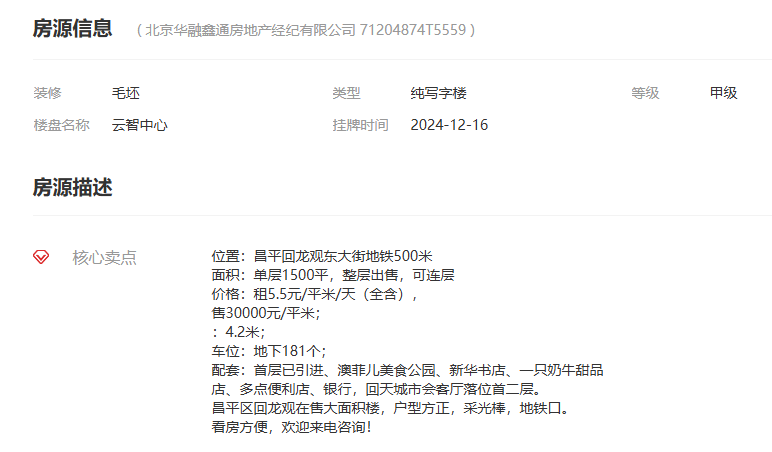 房源信息 （ 北京华融鑫通房地产经纪有限公司 71204874T5559 ）
装修 毛坯 类型 纯写字楼 等级 甲级
楼盘名称 云智中心 挂牌时间 2024-12-16
房源描述
核心卖点
位置：昌平回龙观东大街地铁500米
面积：单层1500平，整层出售，可连层
价格：租5.5元/平米/天（全含），
售30000元/平米；
：4.2米；
车位：地下181个；
配套：首层已引进、澳菲儿美食公园、新华书店、一只奶牛甜品
店、多点便利店、银行，回天城市会客厅落位首二层。
昌平区回龙观在售大面积楼，户型方正，采光棒，地铁口。
看房方便，欢迎来电咨询！